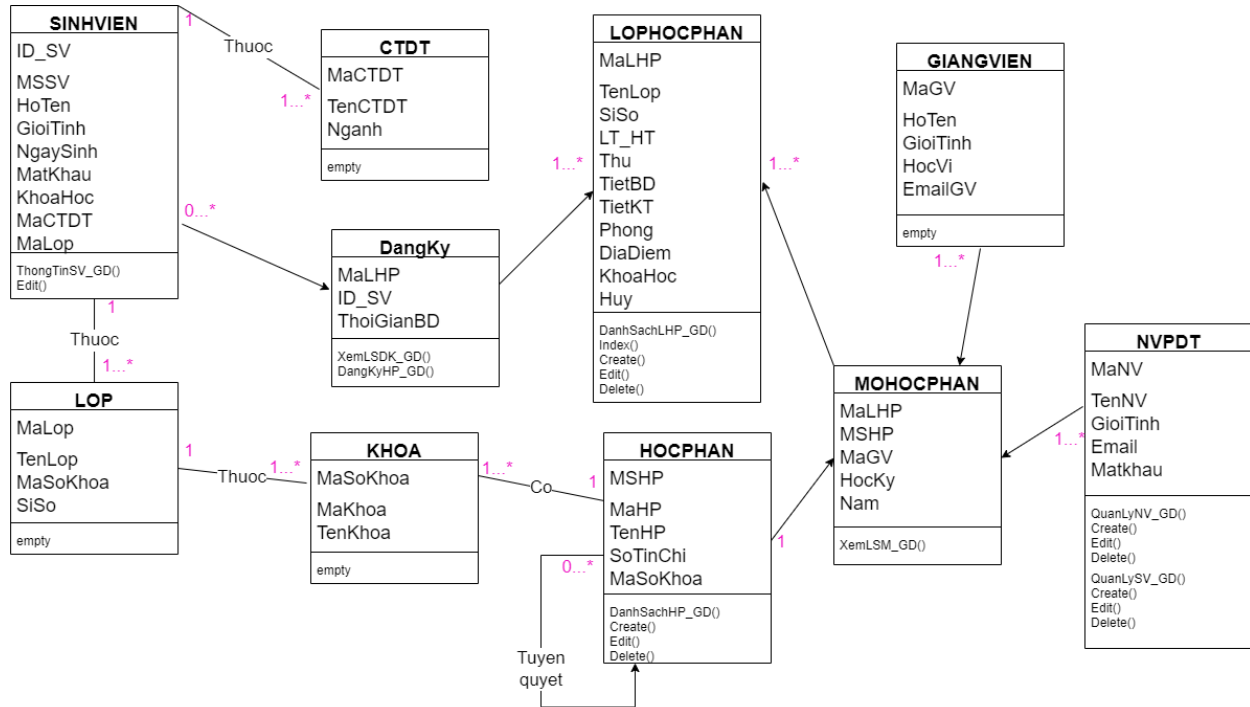 SINHVIEN
ID_SV
MSSV
HoTen
GioiTinh
NgaySinh
MatKhau
KhoaHoc
MaCTDT
MaLop
ThongTinSV_GD()
Edit()
1
Thuoc
1...*
CTDT
MaCTDT
TenCTDT
Nganh
empty
0...*
DangKy
MaLHP
ID_SV
ThoiGianBD
XemLSDK_GD()
DangKyHP_GD()
1...*
LOPHOCPHAN
MaLHP
TenLop
SiSo
LT_HT
Thu
TietBD
TietKT
Phong
DiaDiem
KhoaHoc
Huy
DanhSachLHP_GD()
Index()
Create()
Edit()
Delete()
1...*
GIANGVIEN
MaGV
HoTen
GioiTinh
HocVi
EmailGV
empty
1...*
1
Thuoc
1...*
LOP
MaLop
TenLop
MaSoKhoa
SiSo
empty
1
Thuoc
1...*
KHOA
MaSoKhoa
MaKhoa
TenKhoa
empty
1...*
Co
1
HOCPHAN
MSHP
MaHP
TenHP
SoTinChi
MaSoKhoa
DanhSachHP_GD()
Create()
Edit()
Delete()
0...*
Tuyen
quyet
1
MOHOCPHAN
MaLHP
MSHP
MaGV
HocKy
Nam
XemLSM_GD()
1...*
NVPDT
MaNV
TenNV
GioiTinh
Email
Matkhau
QuanLyNV_GD()
Create()
Edit()
Delete()
QuanLySV_GD()
Create()
Edit()
Delete()